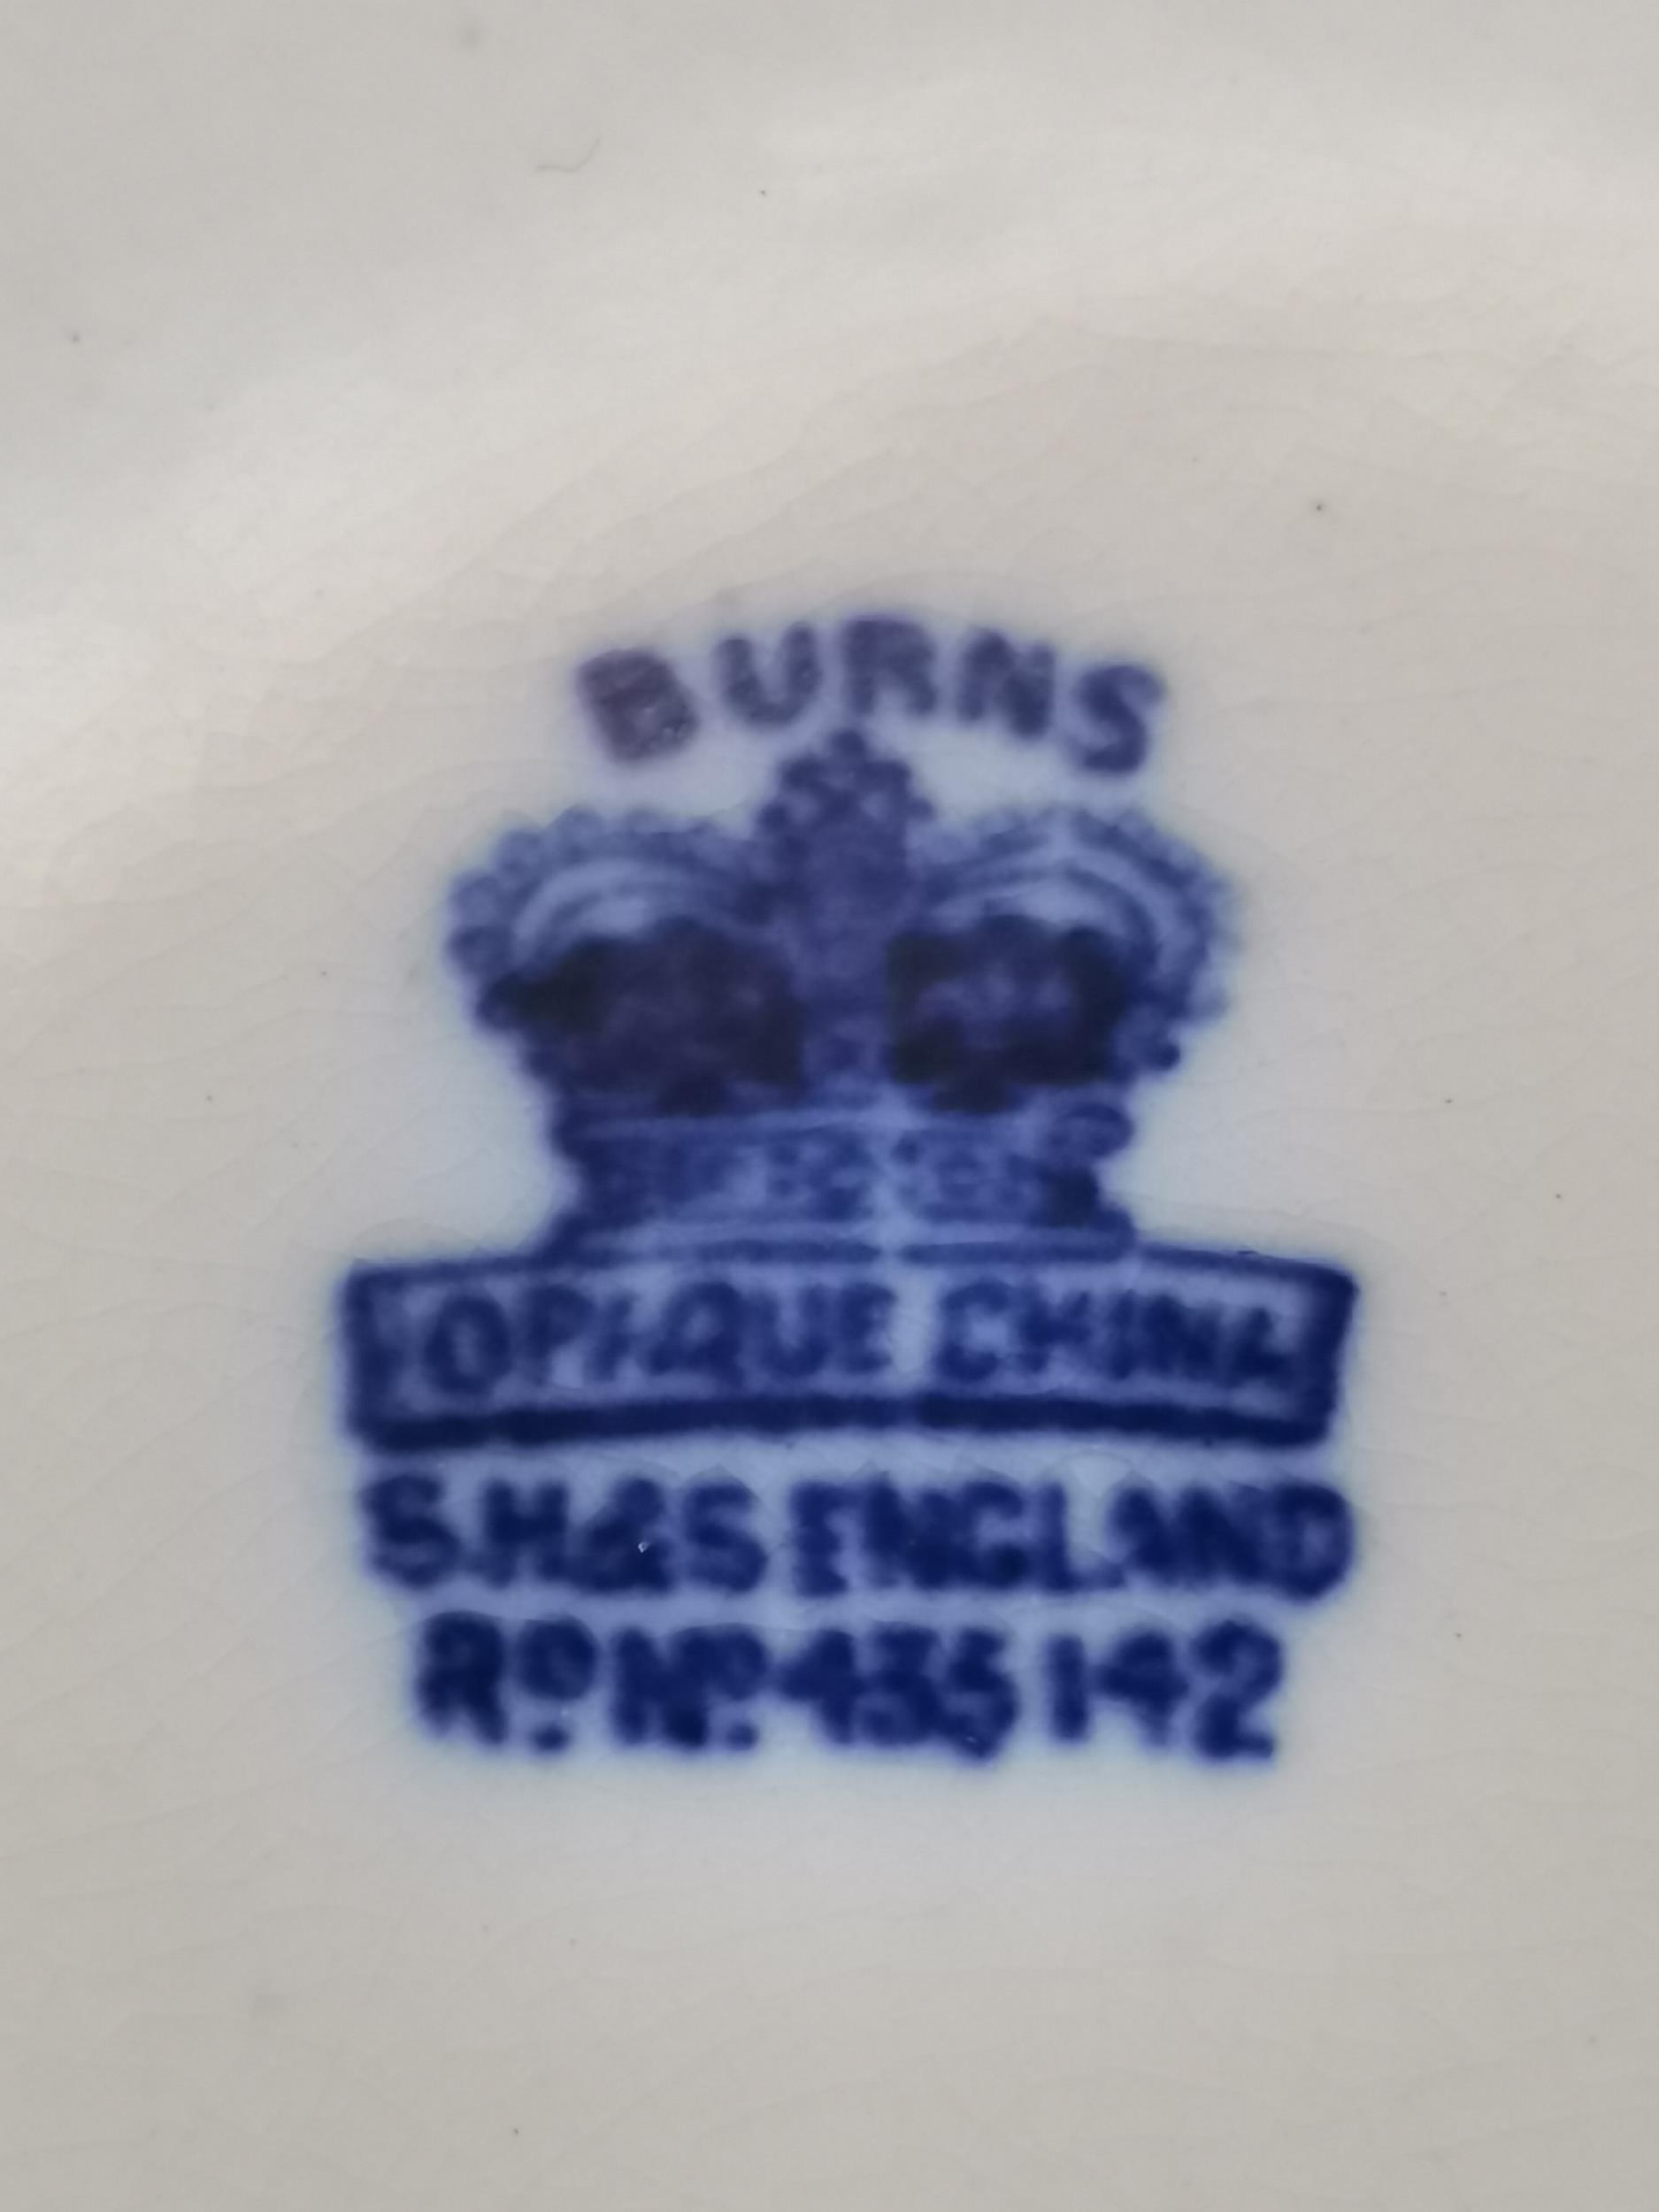 BURNS
OPAQUE CHINA
S.H&S ENGLAND
Rᴰ. Nᵒ. 435142